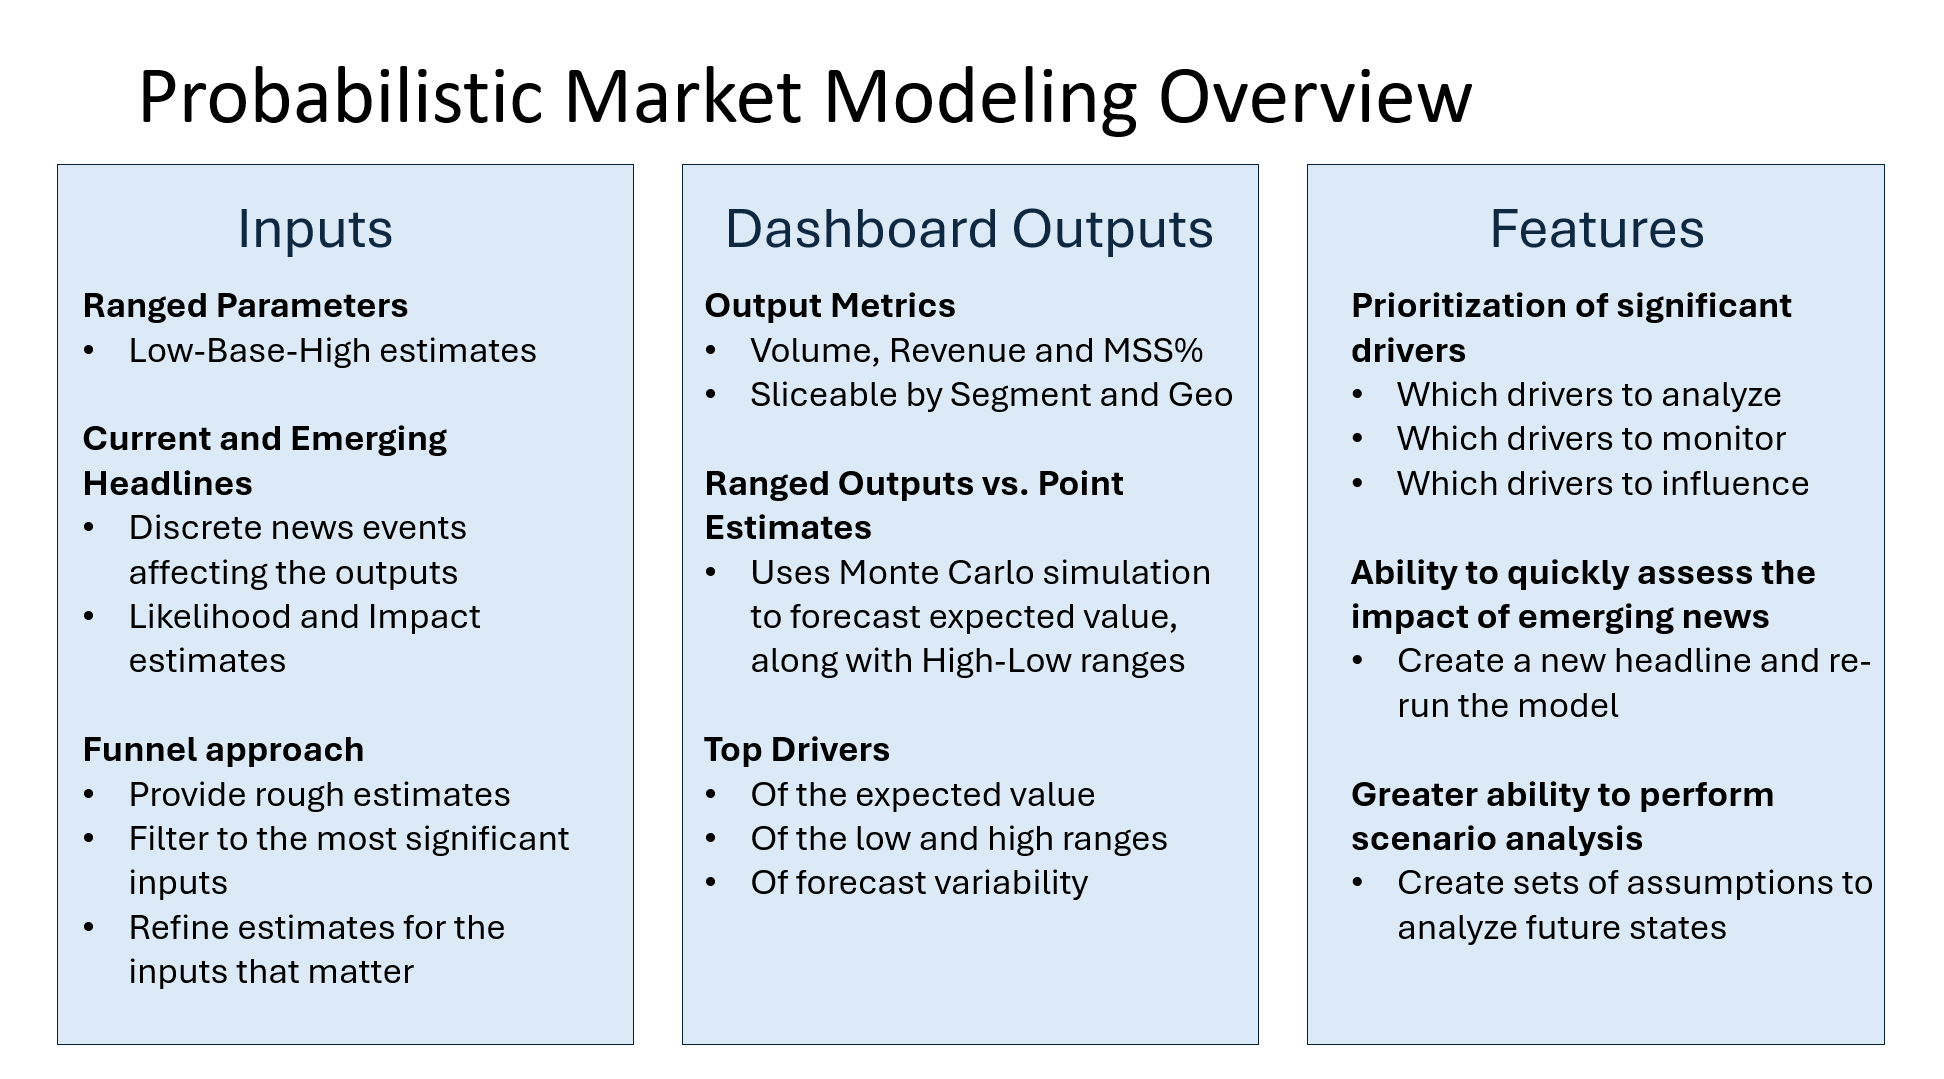 Probabilistic Market Modeling Overview
Inputs
Ranged Parameters
• Low-Base-High estimates
Current and Emerging
Headlines
• Discrete news events
affecting the outputs
• Likelihood and Impact
estimates
Funnel approach
• Provide rough estimates
• Filter to the most significant
inputs
• Refine estimates for the
inputs that matter
Dashboard Outputs
Output Metrics
• Volume, Revenue and MSS%
• Sliceable by Segment and Geo
Ranged Outputs vs. Point
Estimates
• Uses Monte Carlo simulation
to forecast expected value,
along with High-Low ranges
Top Drivers
• Of the expected value
• Of the low and high ranges
• Of forecast variability
Features
Prioritization of significant
drivers
• Which drivers to analyze
• Which drivers to monitor
• Which drivers to influence
Ability to quickly assess the
impact of emerging news
• Create a new headline and re-
run the model
Greater ability to perform
scenario analysis
• Create sets of assumptions to
analyze future states